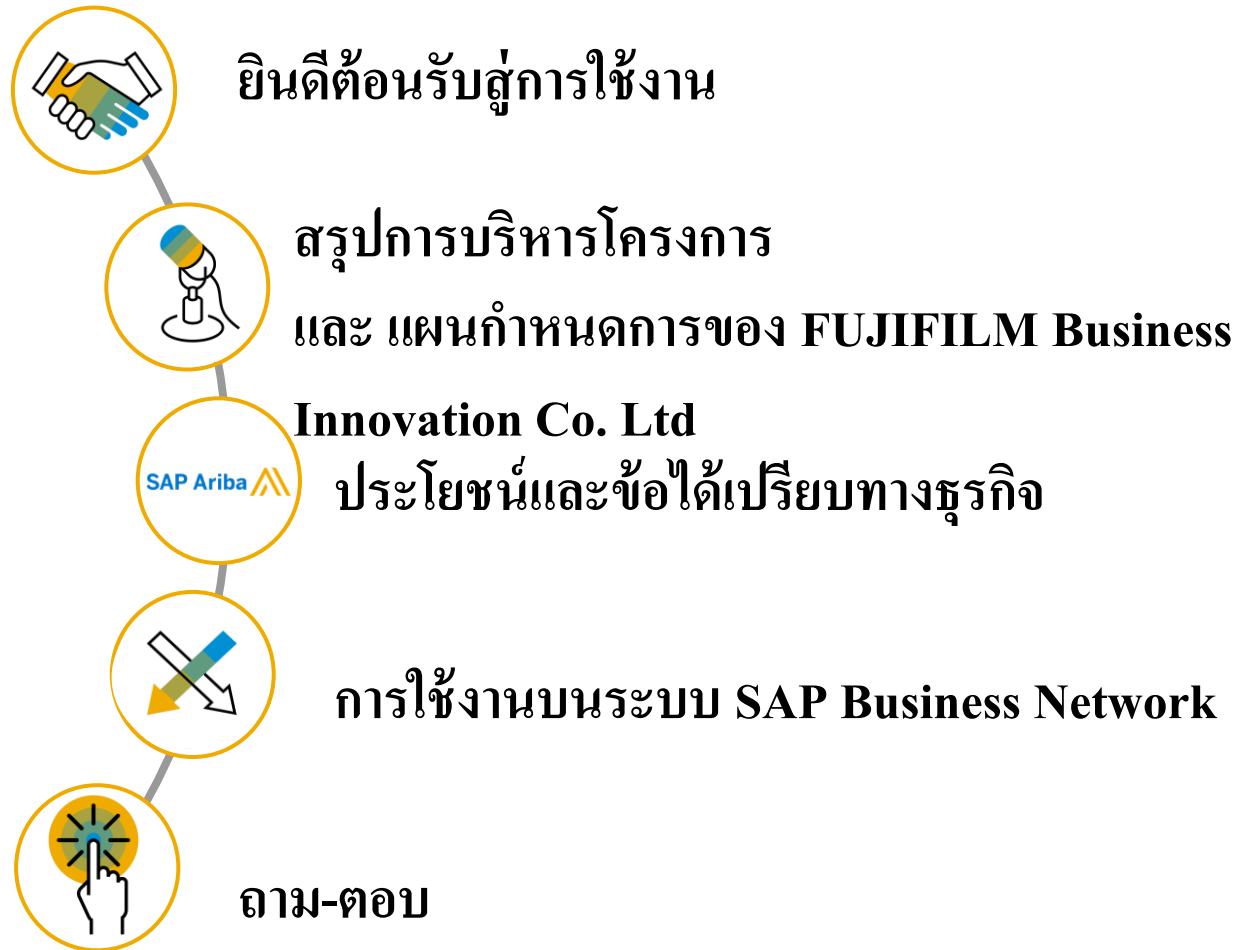 ยินดีต้อนรับสู่การใช้งาน
สรุปการบริหารโครงการ
และ แผนกำหนดการของ FUJIFILM Business
Innovation Co. Ltd
SAP Ariba
ประโยชน์และข้อได้เปรียบทางธุรกิจ
การใช้งานบนระบบ SAP Business Network
ถาม-ตอบ